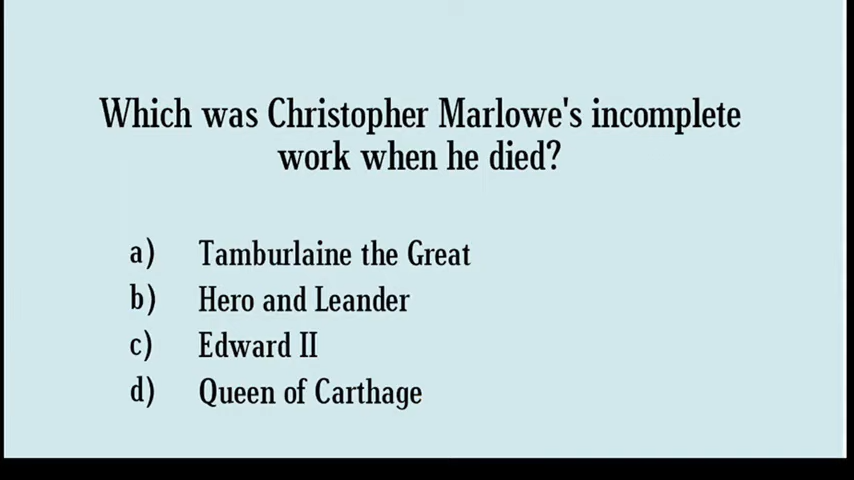 Which was Christopher Marlowe's incomplete
work when he died?
a) Tamburlaine the Great
b) Hero and Leander
c) Edward II
d) Queen of Carthage